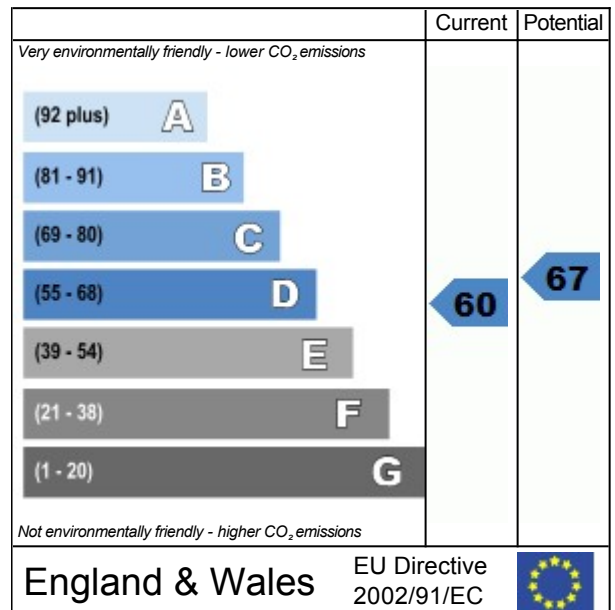 Current Potential
Very environmentally friendly - lower CO₂ emissions
(92 plus) A
(81 - 91) B
(69 - 80) C
(55 - 68) D
(39 - 54) E
(21 - 38) F
(1 - 20) G
60
67
Not environmentally friendly - higher CO₂ emissions
England & Wales
EU Directive
2002/91/EC